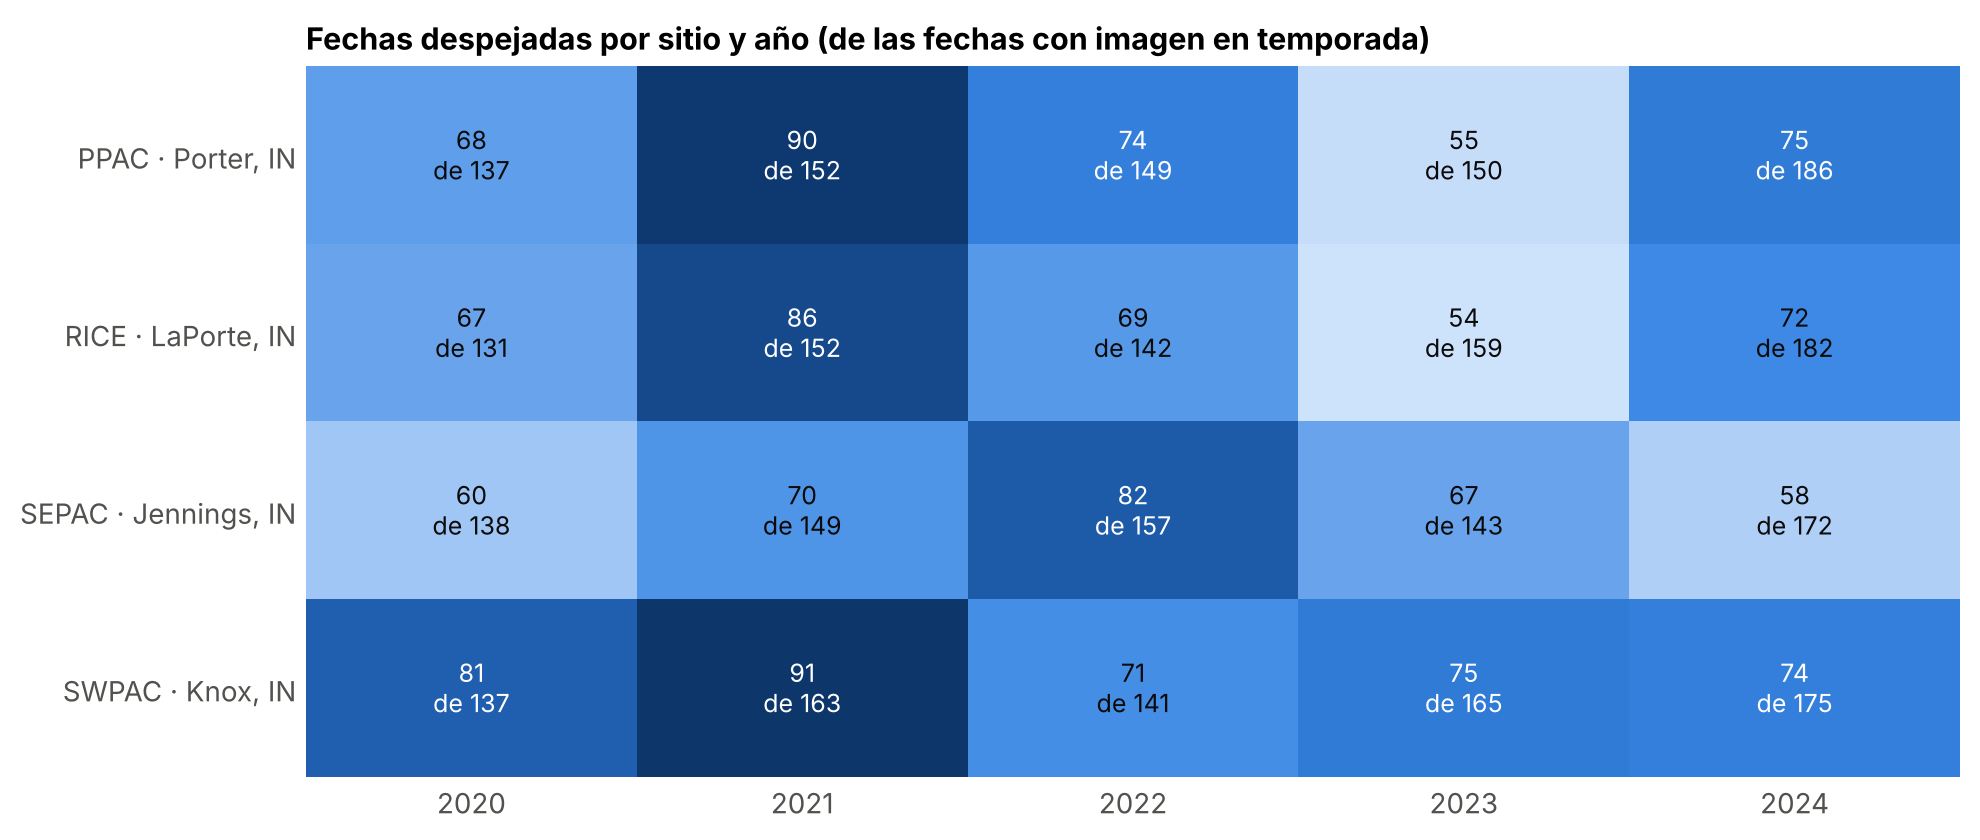 Fechas despejadas por sitio y año (de las fechas con imagen en temporada)
PPAC · Porter, IN
68
de 137
90
de 152
74
de 149
55
de 150
75
de 186
RICE · LaPorte, IN
67
de 131
86
de 152
69
de 142
54
de 159
72
de 182
SEPAC · Jennings, IN
60
de 138
70
de 149
82
de 157
67
de 143
58
de 172
SWPAC · Knox, IN
81
de 137
91
de 163
71
de 141
75
de 165
74
de 175
2020
2021
2022
2023
2024